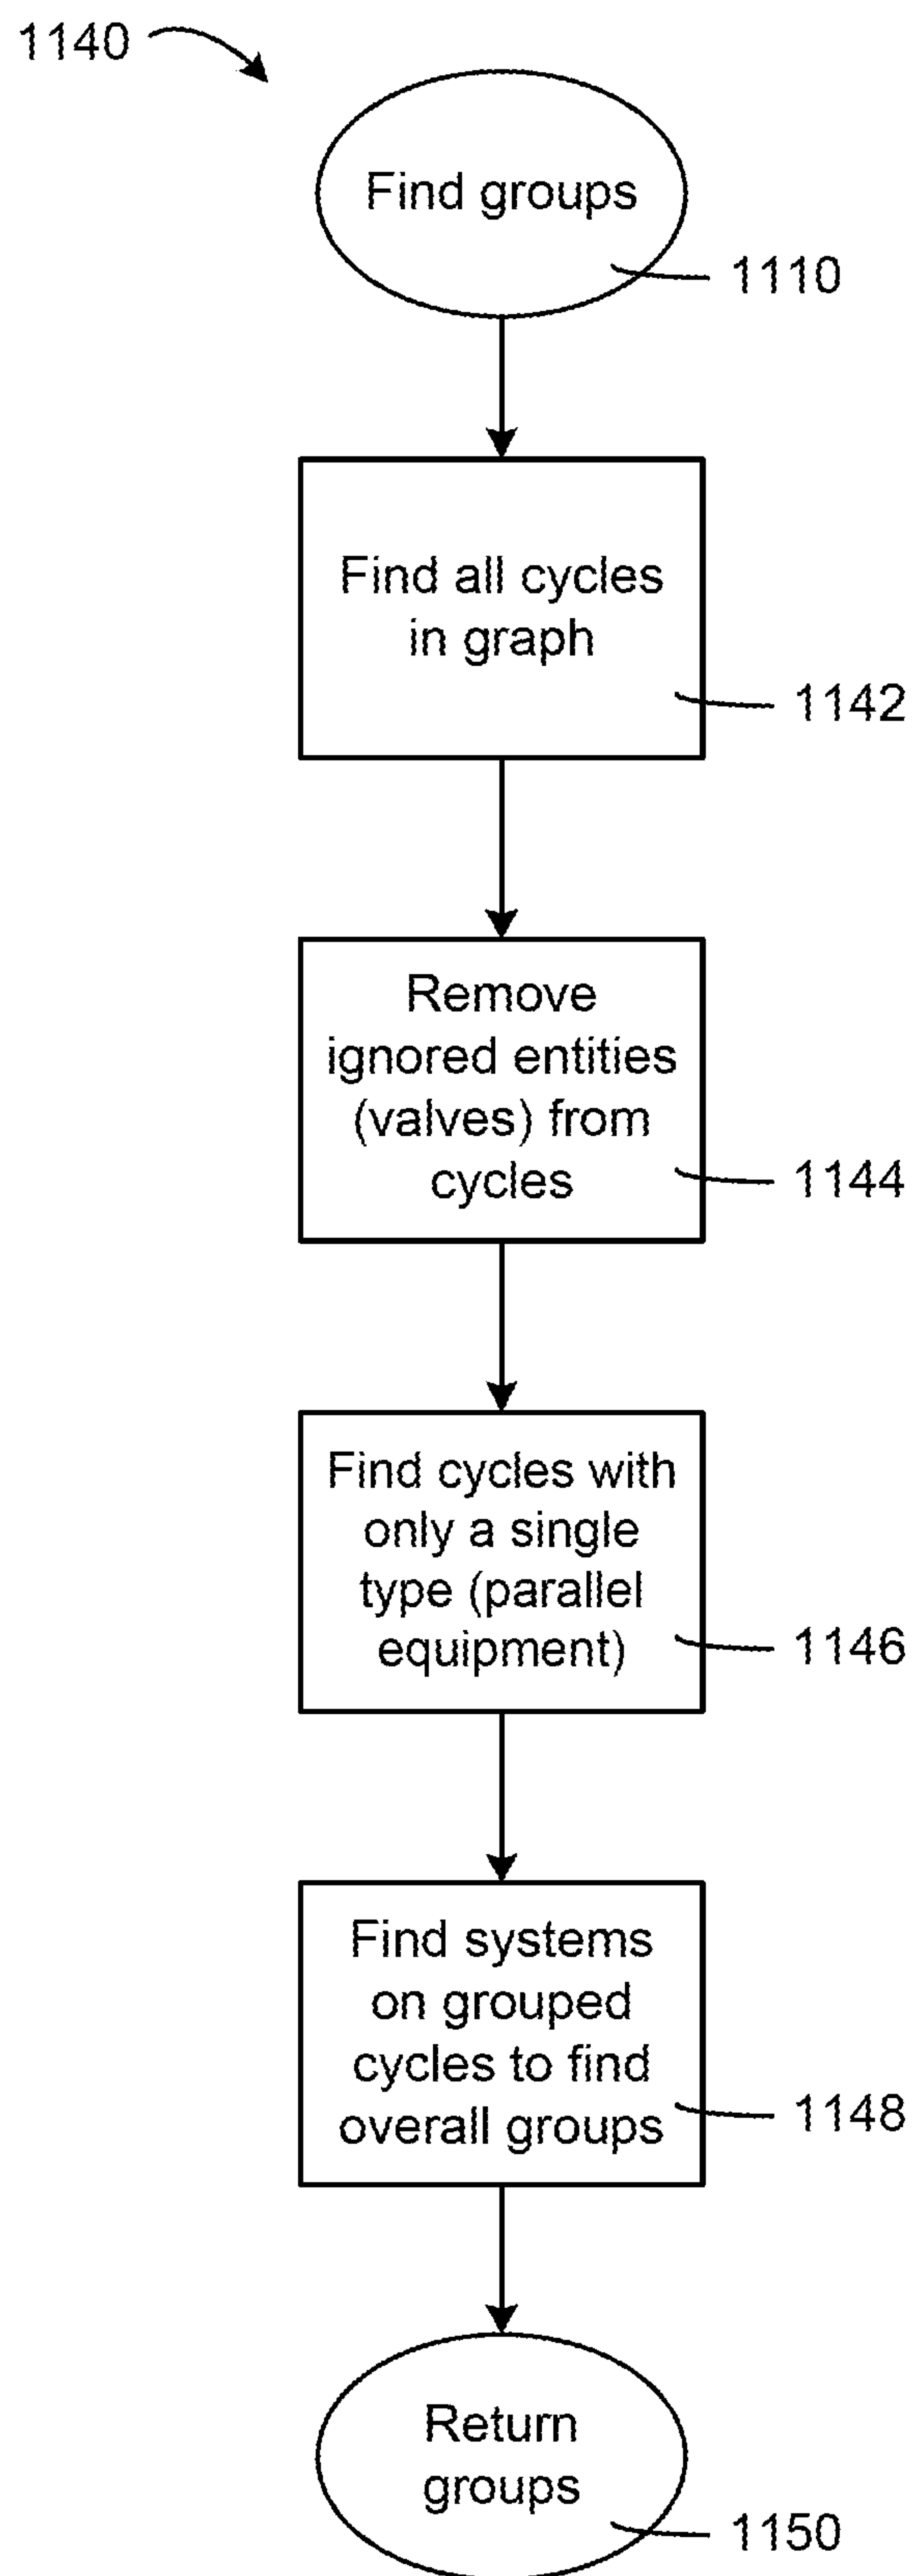 1140
Find groups
1110
Find all cycles
in graph
1142
Remove
ignored entities
(valves) from
cycles
1144
Find cycles with
only a single
type (parallel
equipment)
1146
Find systems
on grouped
cycles to find
overall groups
1148
Return
groups
1150